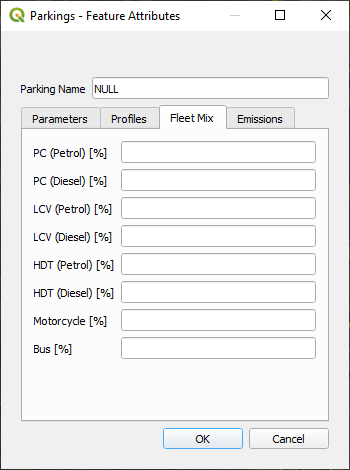 Parkings - Feature Attributes
Parking Name NULL
Parameters Profiles Fleet Mix Emissions
PC (Petrol) [%]
PC (Diesel) [%]
LCV (Petrol) [%]
LCV (Diesel) [%]
HDT (Petrol) [%]
HDT (Diesel) [%]
Motorcycle [%]
Bus [%]
OK Cancel